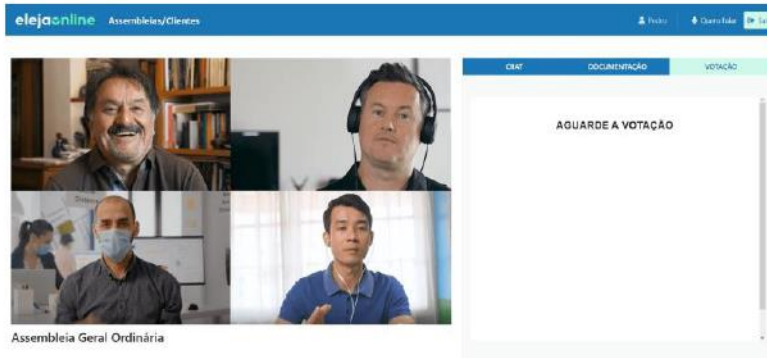 elejaonline Assembleias/Clientes Pedro Quero Falar
CHAT DOCUMENTAÇÃO VOTAÇÃO
AGUARDE A VOTAÇÃO
Assembleia Geral Ordinária